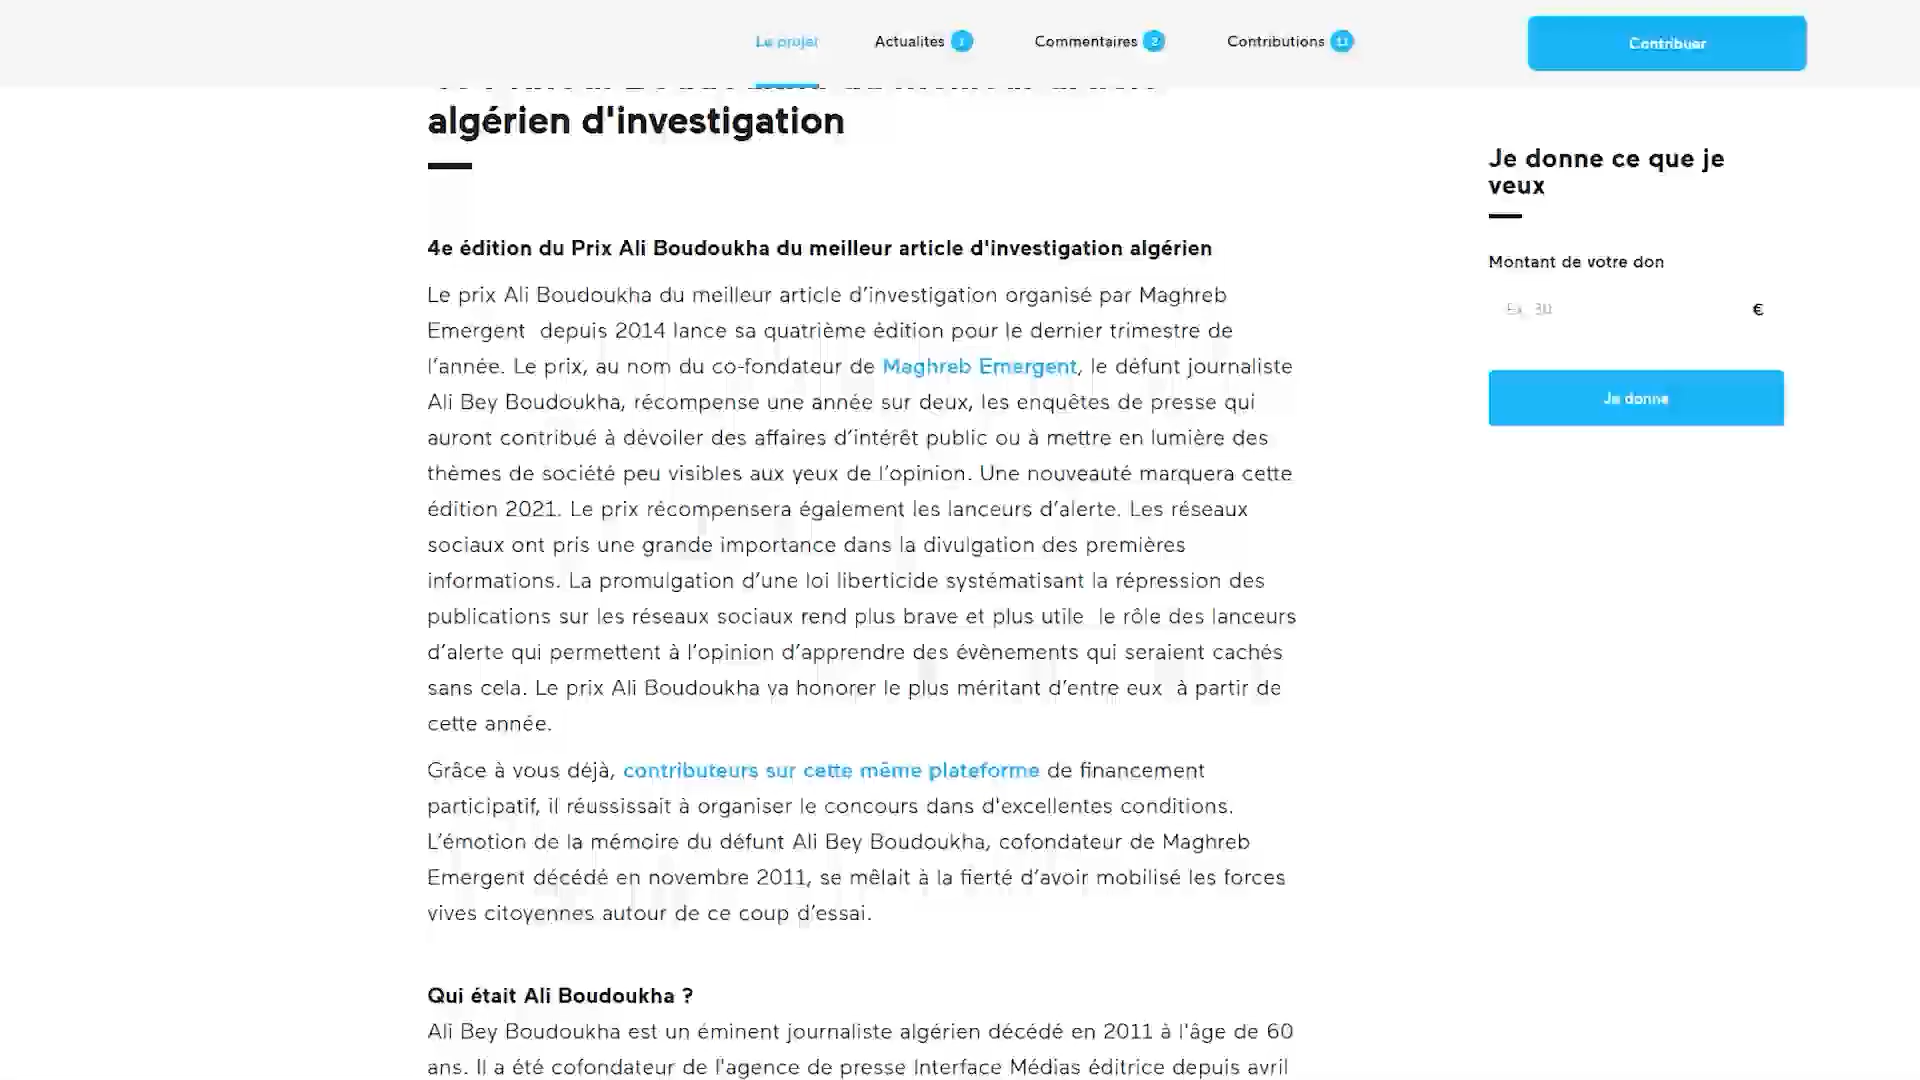 Le projet
Actualités 1
Commentaires 2
Contributions 11
Contribuer
algérien d'investigation
4e édition du Prix Ali Boudoukha du meilleur article d'investigation algérien
Le prix Ali Boudoukha du meilleur article d’investigation organisé par Maghreb
Emergent depuis 2014 lance sa quatrième édition pour le dernier trimestre de
l’année. Le prix, au nom du co-fondateur de Maghreb Emergent, le défunt journaliste
Ali Bey Boudoukha, récompense une année sur deux, les enquêtes de presse qui
auront contribué à dévoiler des affaires d’intérêt public ou à mettre en lumière des
thèmes de société peu visibles aux yeux de l’opinion. Une nouveauté marquera cette
édition 2021. Le prix récompensera également les lanceurs d’alerte. Les réseaux
sociaux ont pris une grande importance dans la divulgation des premières
informations. La promulgation d’une loi liberticide systématisant la répression des
publications sur les réseaux sociaux rend plus brave et plus utile le rôle des lanceurs
d’alerte qui permettent à l’opinion d’apprendre des évènements qui seraient cachés
sans cela. Le prix Ali Boudoukha va honorer le plus méritant d’entre eux à partir de
cette année.
Grâce à vous déjà, contributeurs sur cette même plateforme de financement
participatif, il réussissait à organiser le concours dans d'excellentes conditions.
L’émotion de la mémoire du défunt Ali Bey Boudoukha, cofondateur de Maghreb
Emergent décédé en novembre 2011, se mêlait à la fierté d’avoir mobilisé les forces
vives citoyennes autour de ce coup d’essai.
Qui était Ali Boudoukha ?
Ali Bey Boudoukha est un éminent journaliste algérien décédé en 2011 à l'âge de 60
ans. Il a été cofondateur de l'agence de presse Interface Médias éditrice depuis avril
Je donne ce que je
veux
Montant de votre don
Ex. 30 €
Je donne